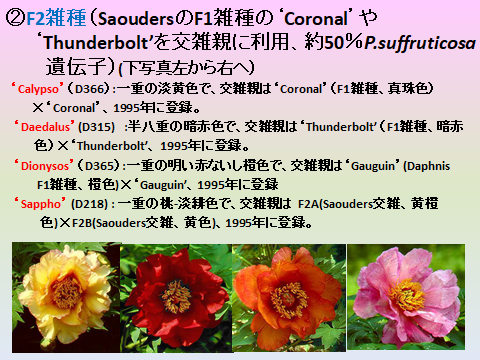 ②F2雑種(SaoudersのF1雑種の‘Coronal’や
‘Thunderbolt’を交雑親に利用、約50%P.suffruticosa
遺伝子)(下写真左から右へ)
‘Calypso’(D366):一重の淡黄色で、交雑親は‘Coronal’(F1雑種、真珠色)
×‘Coronal’、1995年に登録。
‘Daedalus’(D315) :半八重の暗赤色で、交雑親は‘Thunderbolt’(F1雑種、暗赤
色)×‘Thunderbolt’、1995年に登録。
‘Dionysos’(D365):一重の明い赤ないし橙色で、交雑親は‘Gauguin’(Daphnis
F1雑種、橙色)×‘Gauguin’、1995年に登録
‘Sappho’(D218):一重の桃-淡緋色で、交雑親は F2A(Saouders交雑、黄橙
色)×F2B(Saouders交雑、黄色)、1995年に登録。